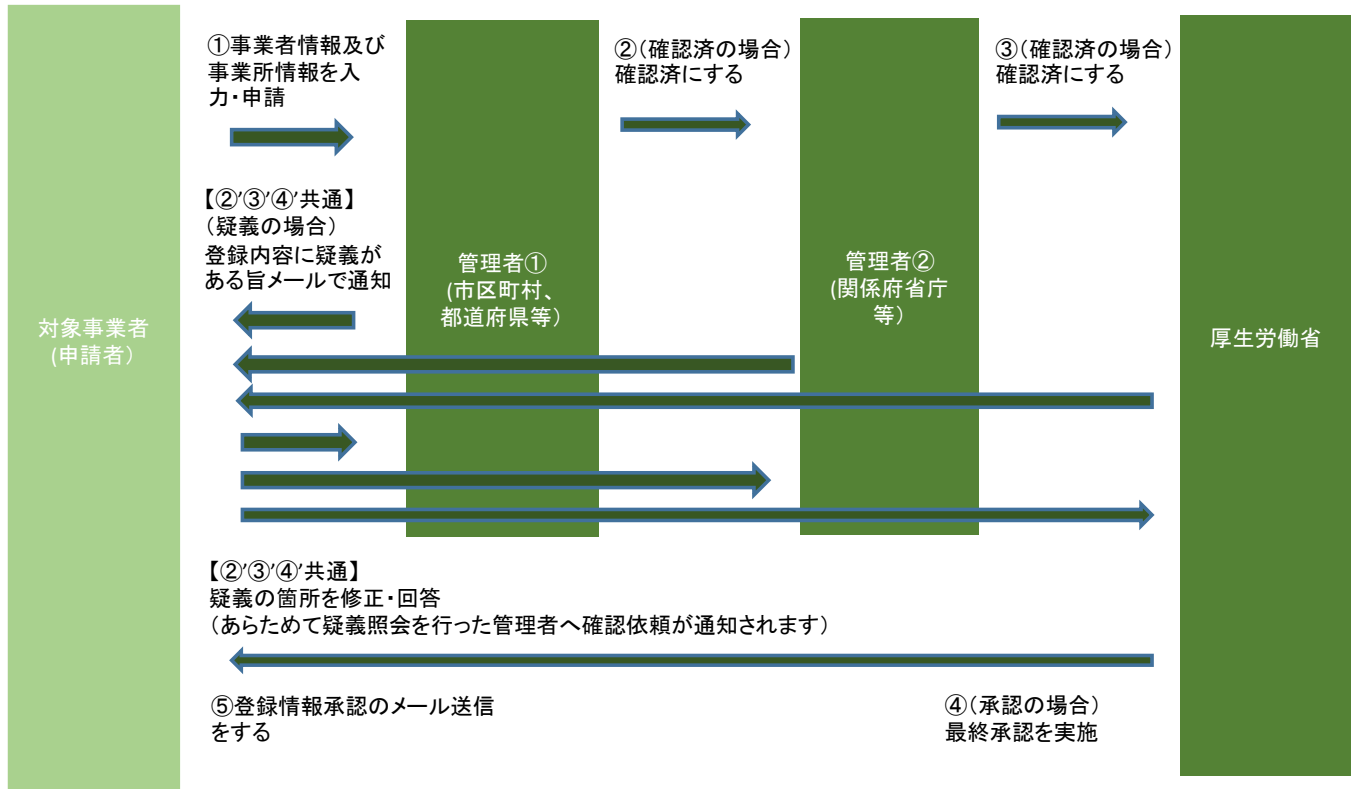 ①事業者情報及び
事業所情報を入
力・申請
②(確認済の場合)
確認済にする
③(確認済の場合)
確認済にする
【②’③’④’共通】
(疑義の場合)
登録内容に疑義が
ある旨メールで通知
対象事業者
(申請者)
管理者①
(市区町村、
都道府県等)
管理者②
(関係府省庁
等)
厚生労働省
【②’③’④’共通】
疑義の箇所を修正・回答
(あらためて疑義照会を行った管理者へ確認依頼が通知されます)
⑤登録情報承認のメール送信
をする
④(承認の場合)
最終承認を実施